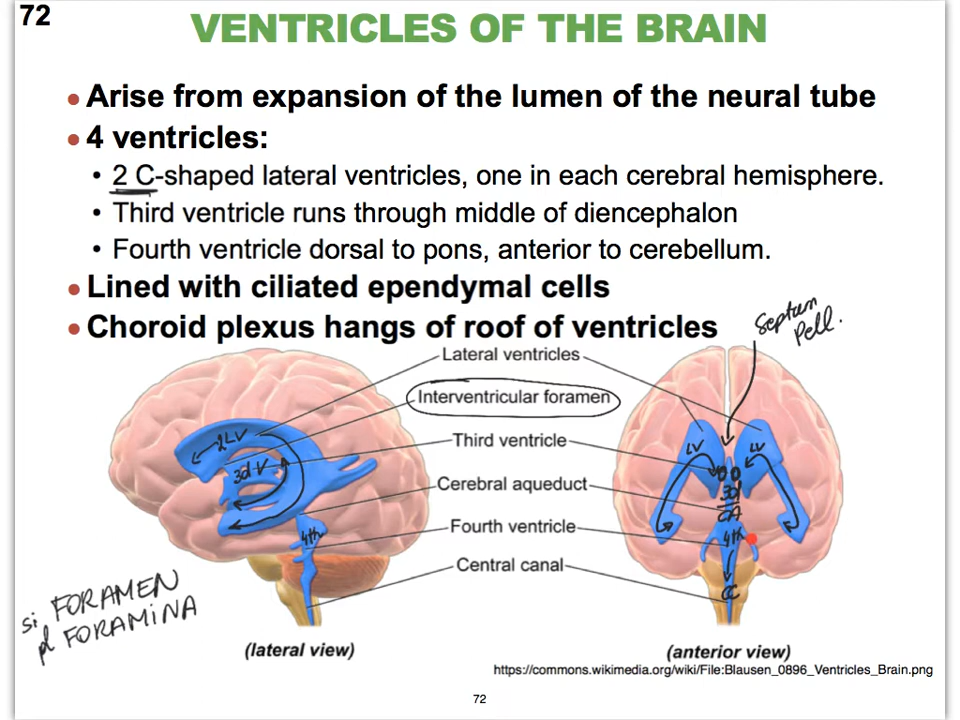 72
VENTRICLES OF THE BRAIN
• Arise from expansion of the lumen of the neural tube
• 4 ventricles:
• 2 C-shaped lateral ventricles, one in each cerebral hemisphere.
• Third ventricle runs through middle of diencephalon
• Fourth ventricle dorsal to pons, anterior to cerebellum.
• Lined with ciliated ependymal cells
• Choroid plexus hangs of roof of ventricles
Septum
Pell.
Lateral ventricles
Interventricular foramen
Third ventricle
Cerebral aqueduct
Fourth ventricle
Central canal
2LV
3d V
4th
LV
LV
3d
CA
4th
CC
si FORAMEN
pl FORAMINA
(lateral view)
(anterior view)
https://commons.wikimedia.org/wiki/File:Blausen_0896_Ventricles_Brain.png
72